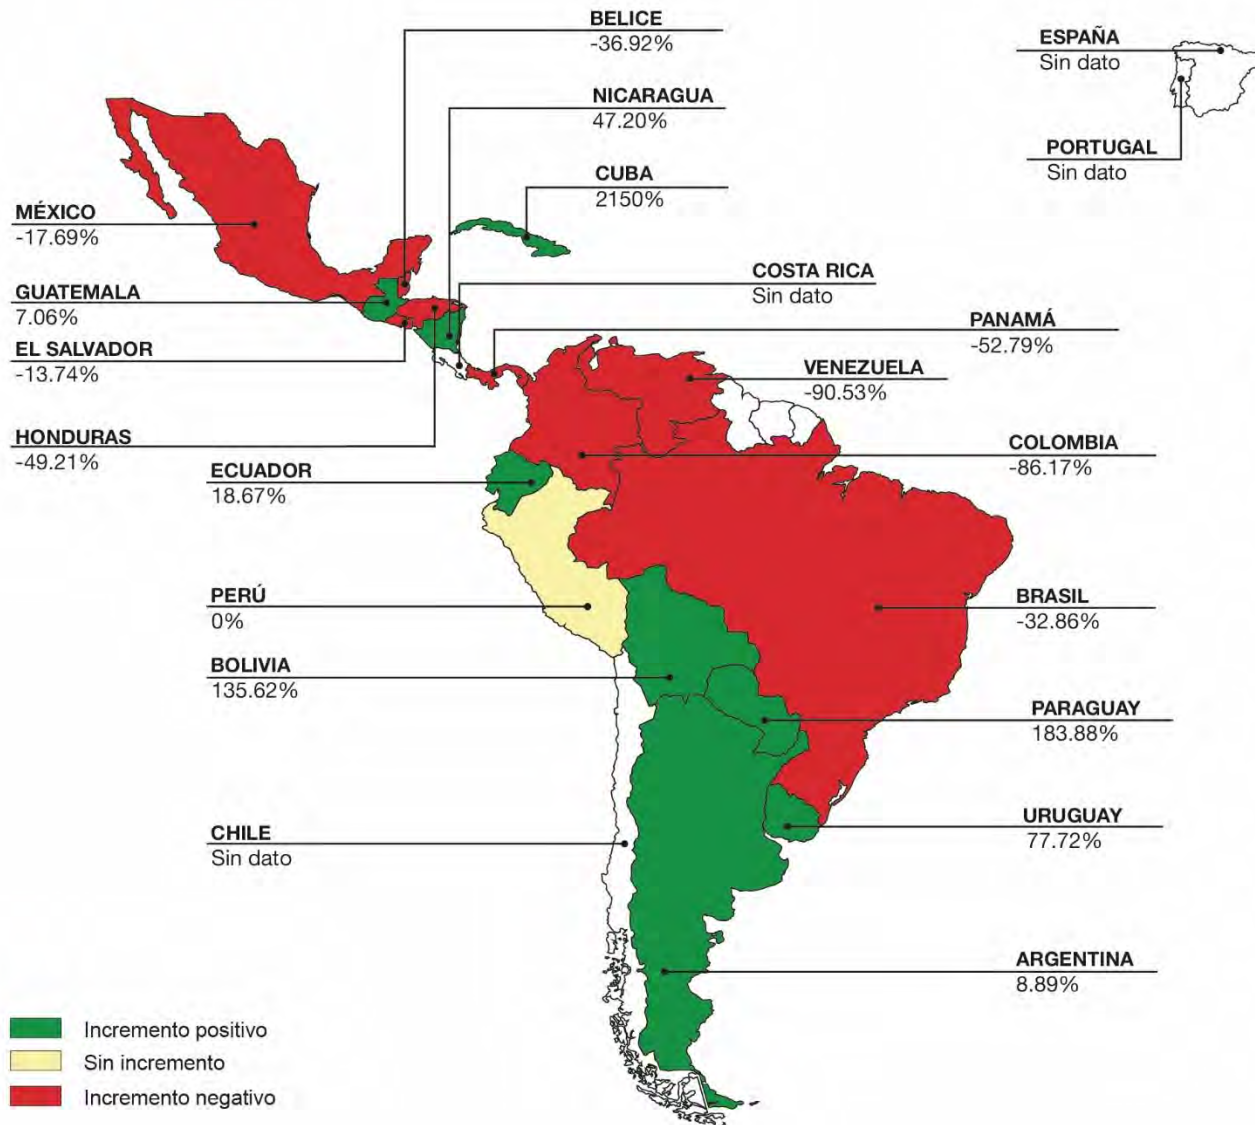 BELICE
-36.92%
ESPAÑA
Sin dato
NICARAGUA
47.20%
PORTUGAL
Sin dato
CUBA
2150%
MÉXICO
-17.69%
COSTA RICA
Sin dato
GUATEMALA
7.06%
PANAMÁ
-52.79%
EL SALVADOR
-13.74%
VENEZUELA
-90.53%
HONDURAS
-49.21%
COLOMBIA
-86.17%
ECUADOR
18.67%
PERÚ
0%
BRASIL
-32.86%
BOLIVIA
135.62%
PARAGUAY
183.88%
CHILE
Sin dato
URUGUAY
77.72%
ARGENTINA
8.89%
Incremento positivo
Sin incremento
Incremento negativo